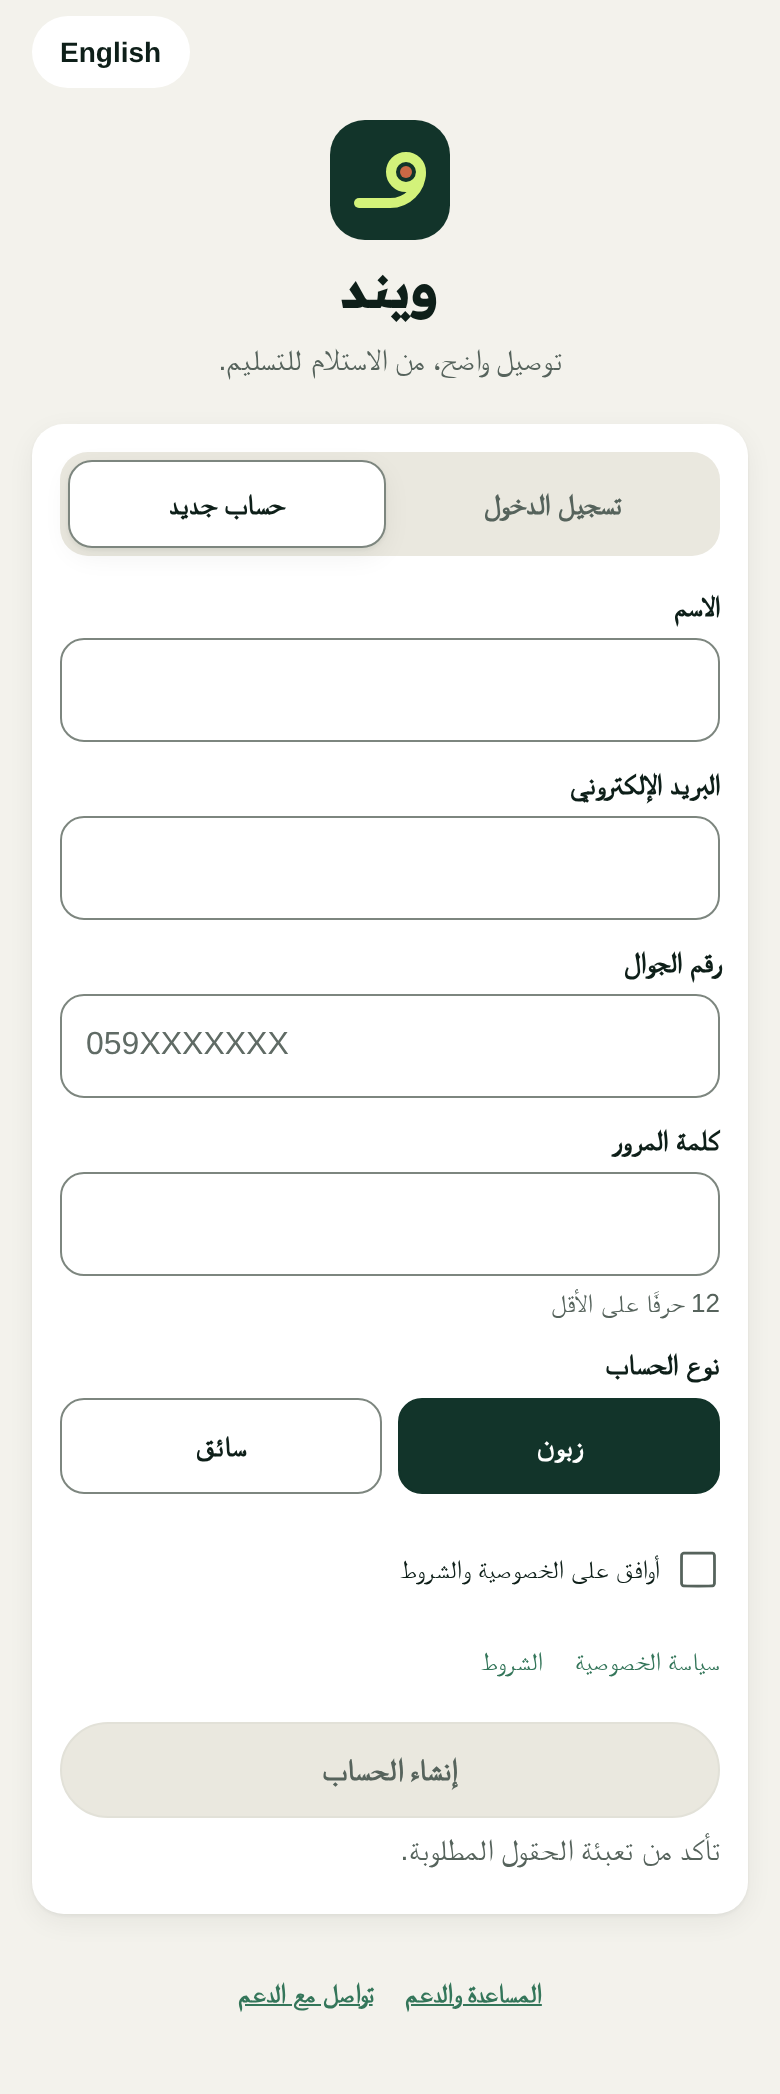 English
ويند
توصيل واضح، من الاستلام للتسليم.
تسجيل الدخول
حساب جديد
الاسم
البريد الإلكتروني
رقم الجوال
059XXXXXXX
كلمة المرور
12 حرفًا على الأقل
نوع الحساب
زبون
سائق
أوافق على الخصوصية والشروط
سياسة الخصوصية
الشروط
إنشاء الحساب
تأكد من تعبئة الحقول المطلوبة.
المساعدة والدعم
تواصل مع الدعم